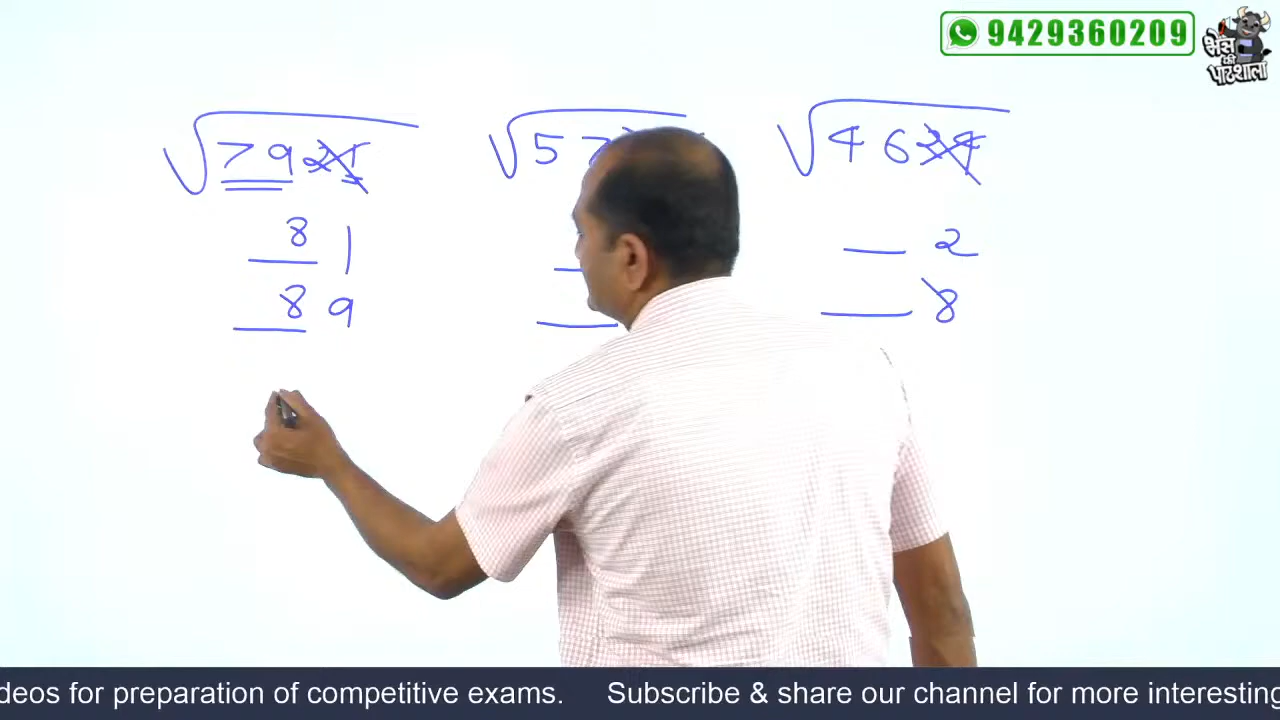 9429360209
भैंस
की
पाठशाला
√7921 √57 √4624
8 1 2
8 9 8
deos for preparation of competitive exams. Subscribe & share our channel for more interesting